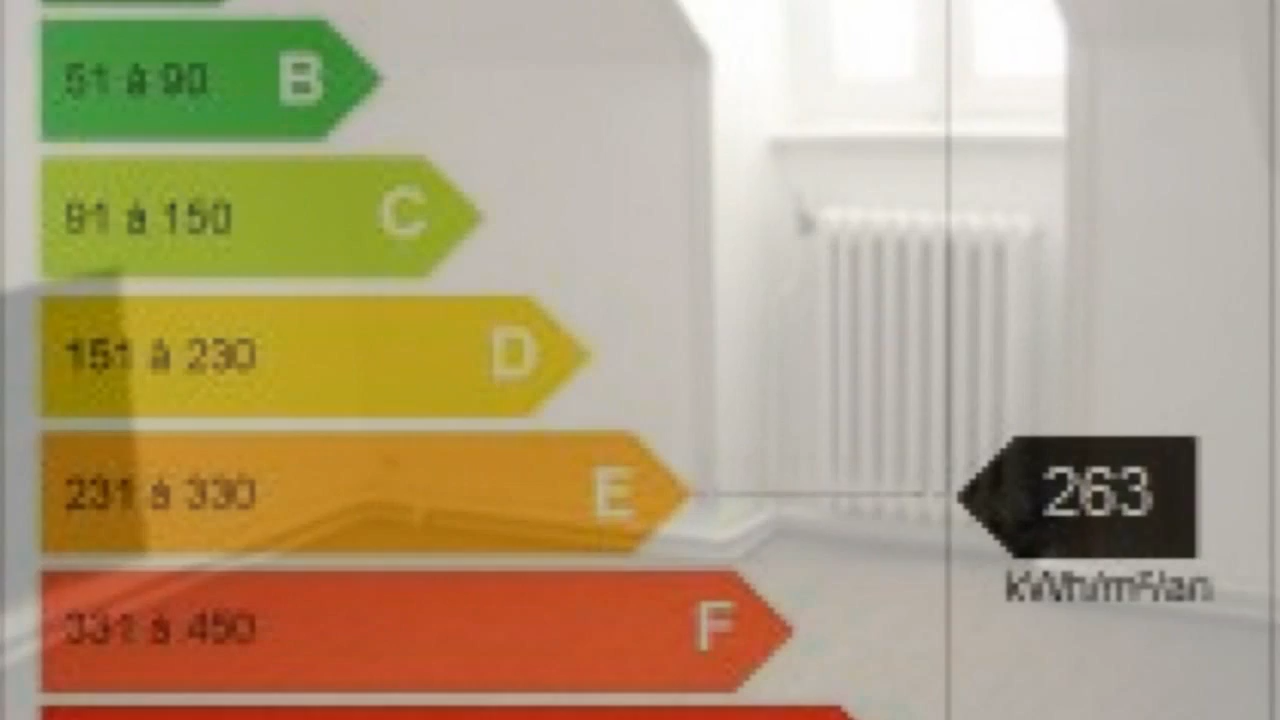 51 à 90 B
91 à 150 C
151 à 230 D
231 à 330 E
263
kWh/m²/an
331 à 450 F